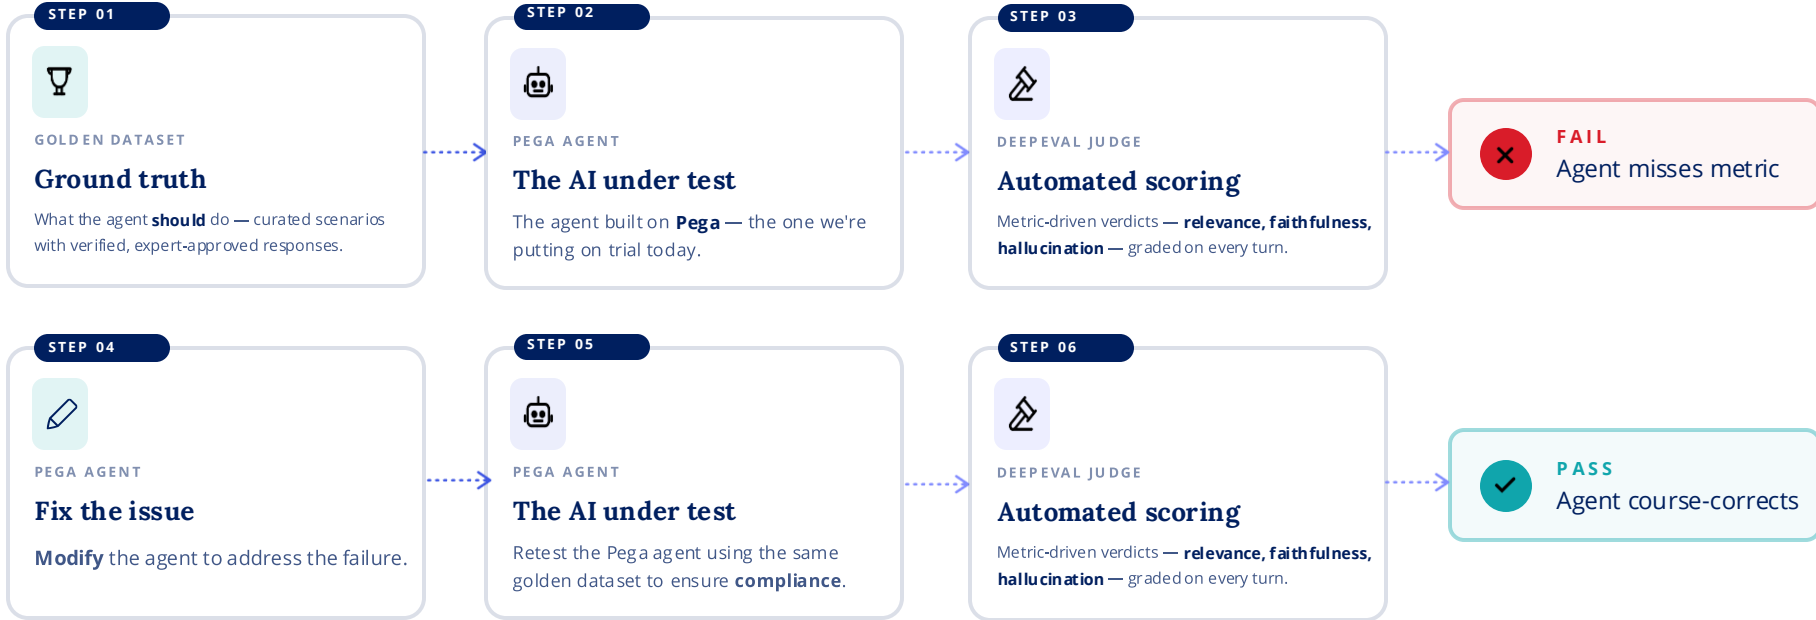 STEP 01
GOLDEN DATASET
Ground truth
What the agent should do — curated scenarios
with verified, expert-approved responses.
STEP 02
PEGA AGENT
The AI under test
The agent built on Pega — the one we're
putting on trial today.
STEP 03
DEEPEVAL JUDGE
Automated scoring
Metric-driven verdicts — relevance, faithfulness,
hallucination — graded on every turn.
FAIL
Agent misses metric
STEP 04
PEGA AGENT
Fix the issue
Modify the agent to address the failure.
STEP 05
PEGA AGENT
The AI under test
Retest the Pega agent using the same
golden dataset to ensure compliance.
STEP 06
DEEPEVAL JUDGE
Automated scoring
Metric-driven verdicts — relevance, faithfulness,
hallucination — graded on every turn.
PASS
Agent course-corrects